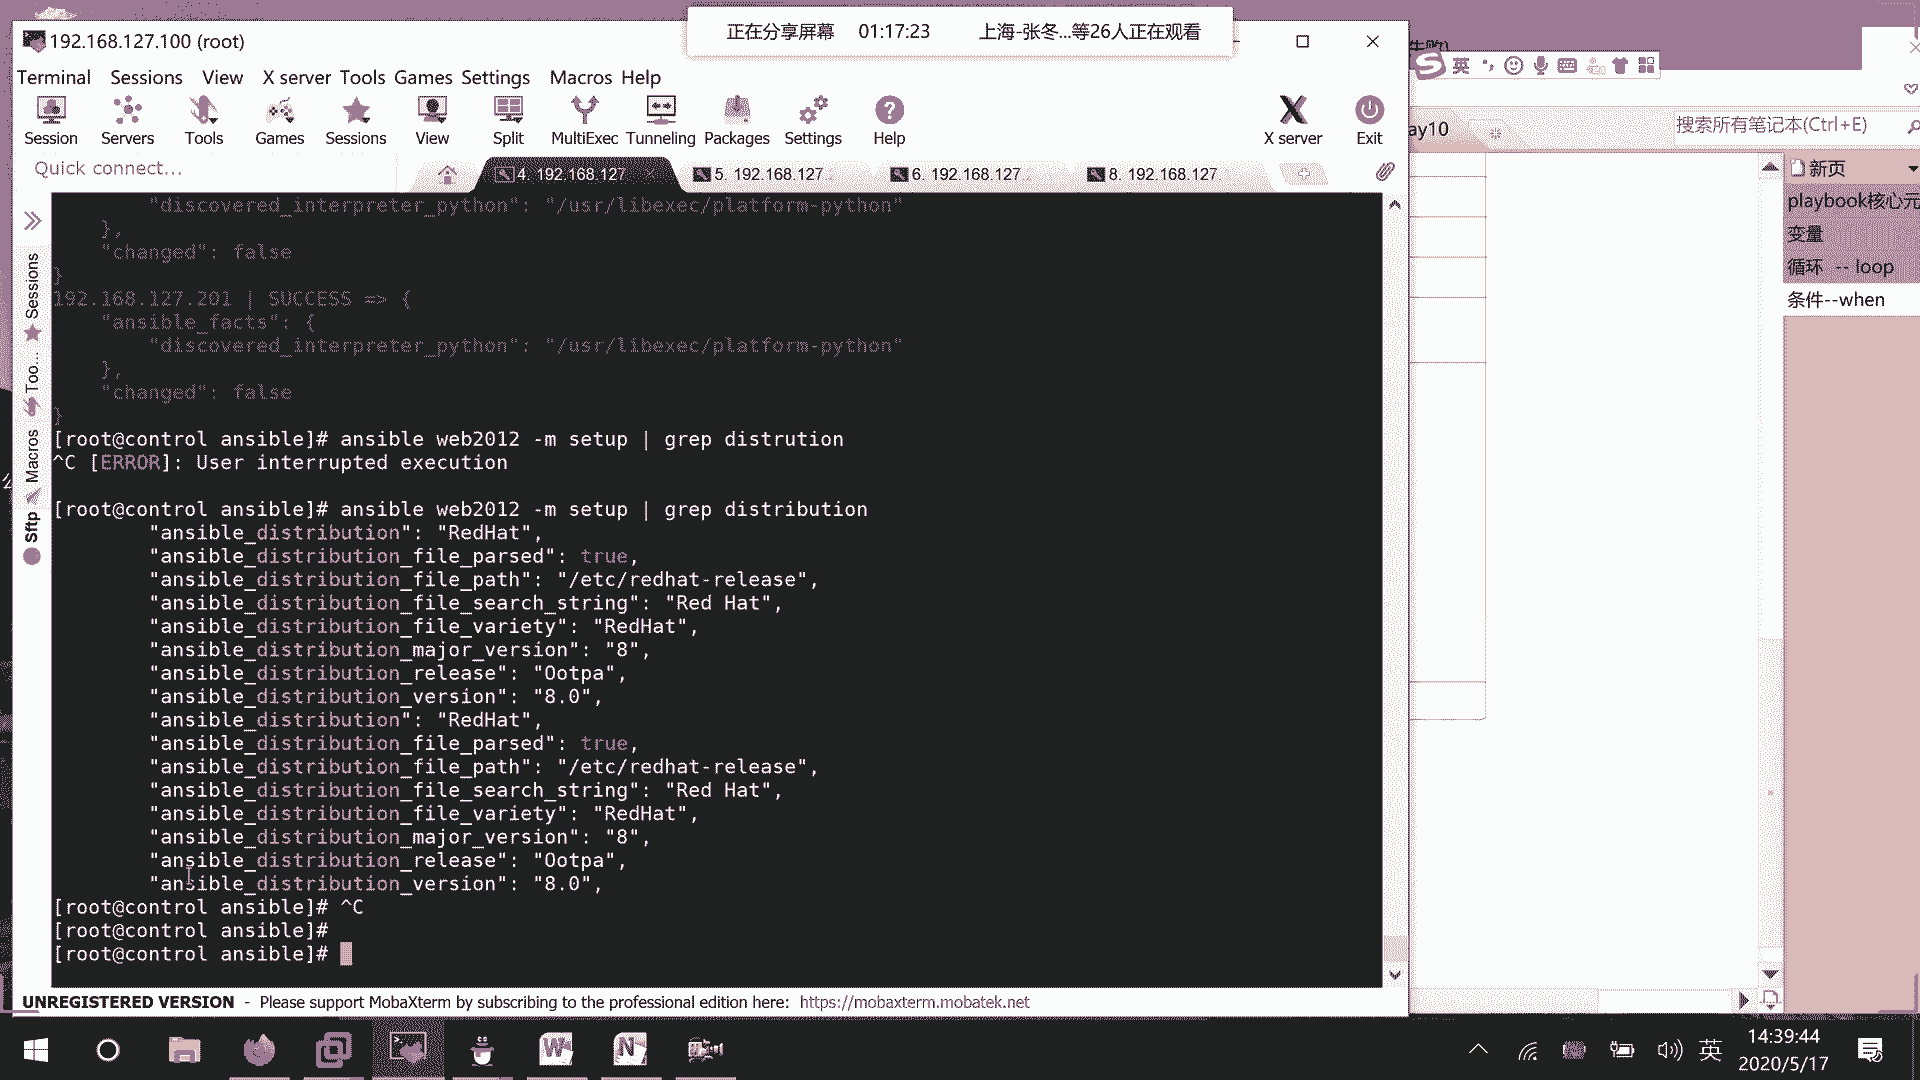 正在分享屏幕 01:17:23 上海-张冬...等26人正在观看
192.168.127.100 (root)
Terminal Sessions View X server Tools Games Settings Macros Help
英
Session Servers Tools Games Sessions View Split MultiExec Tunneling Packages Settings Help X server Exit
ay10
搜索所有笔记本(Ctrl+E)
Quick connect...
4. 192.168.127
5. 192.168.127.
6. 192.168.127.
8. 192.168.127.
新页
playbook核心元
变量
循环 -- loop
条件--when
Sessions
Too...
Macros
Sftp
"discovered_interpreter_python": "/usr/libexec/platform-python"
},
"changed": false
}
192.168.127.201 | SUCCESS => {
"ansible_facts": {
"discovered_interpreter_python": "/usr/libexec/platform-python"
},
"changed": false
}
[root@control ansible]# ansible web2012 -m setup | grep distrution
^C [ERROR]: User interrupted execution
[root@control ansible]# ansible web2012 -m setup | grep distribution
"ansible_distribution": "RedHat",
"ansible_distribution_file_parsed": true,
"ansible_distribution_file_path": "/etc/redhat-release",
"ansible_distribution_file_search_string": "Red Hat",
"ansible_distribution_file_variety": "RedHat",
"ansible_distribution_major_version": "8",
"ansible_distribution_release": "Ootpa",
"ansible_distribution_version": "8.0",
"ansible_distribution": "RedHat",
"ansible_distribution_file_parsed": true,
"ansible_distribution_file_path": "/etc/redhat-release",
"ansible_distribution_file_search_string": "Red Hat",
"ansible_distribution_file_variety": "RedHat",
"ansible_distribution_major_version": "8",
"ansible_distribution_release": "Ootpa",
"ansible_distribution_version": "8.0",
[root@control ansible]# ^C
[root@control ansible]#
[root@control ansible]#
UNREGISTERED VERSION - Please support MobaXterm by subscribing to the professional edition here: https://mobaxterm.mobatek.net
英
14:39:44
2020/5/17